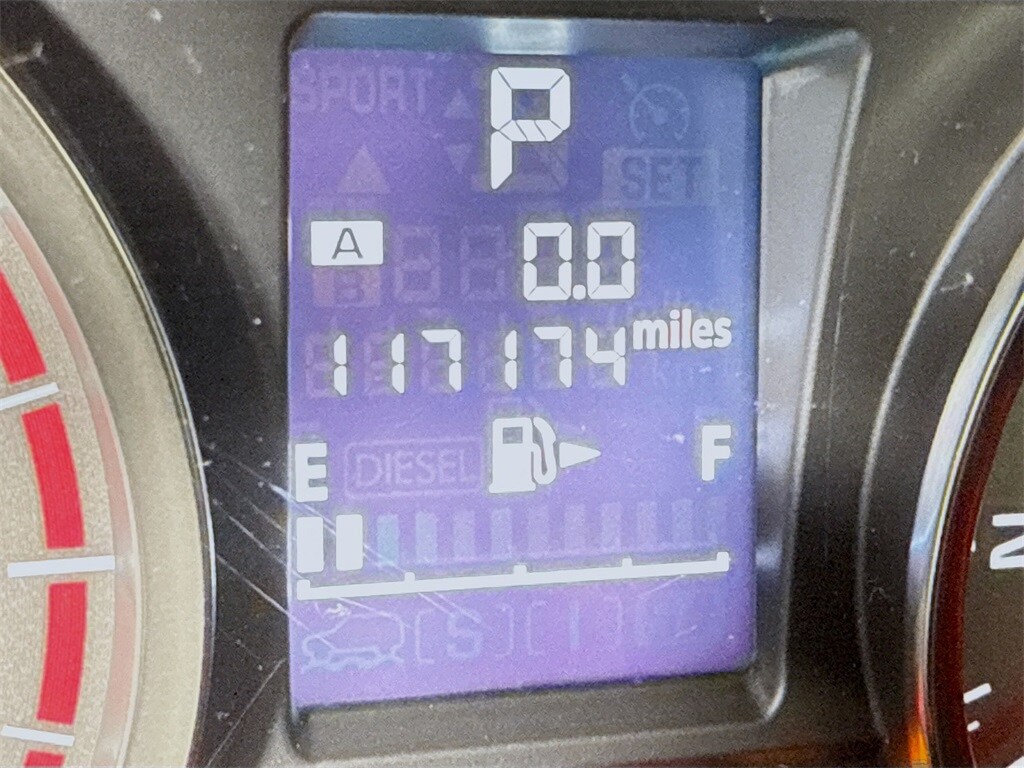 SPORT P
SET
A 0.0
117174 miles
E DIESEL F
N